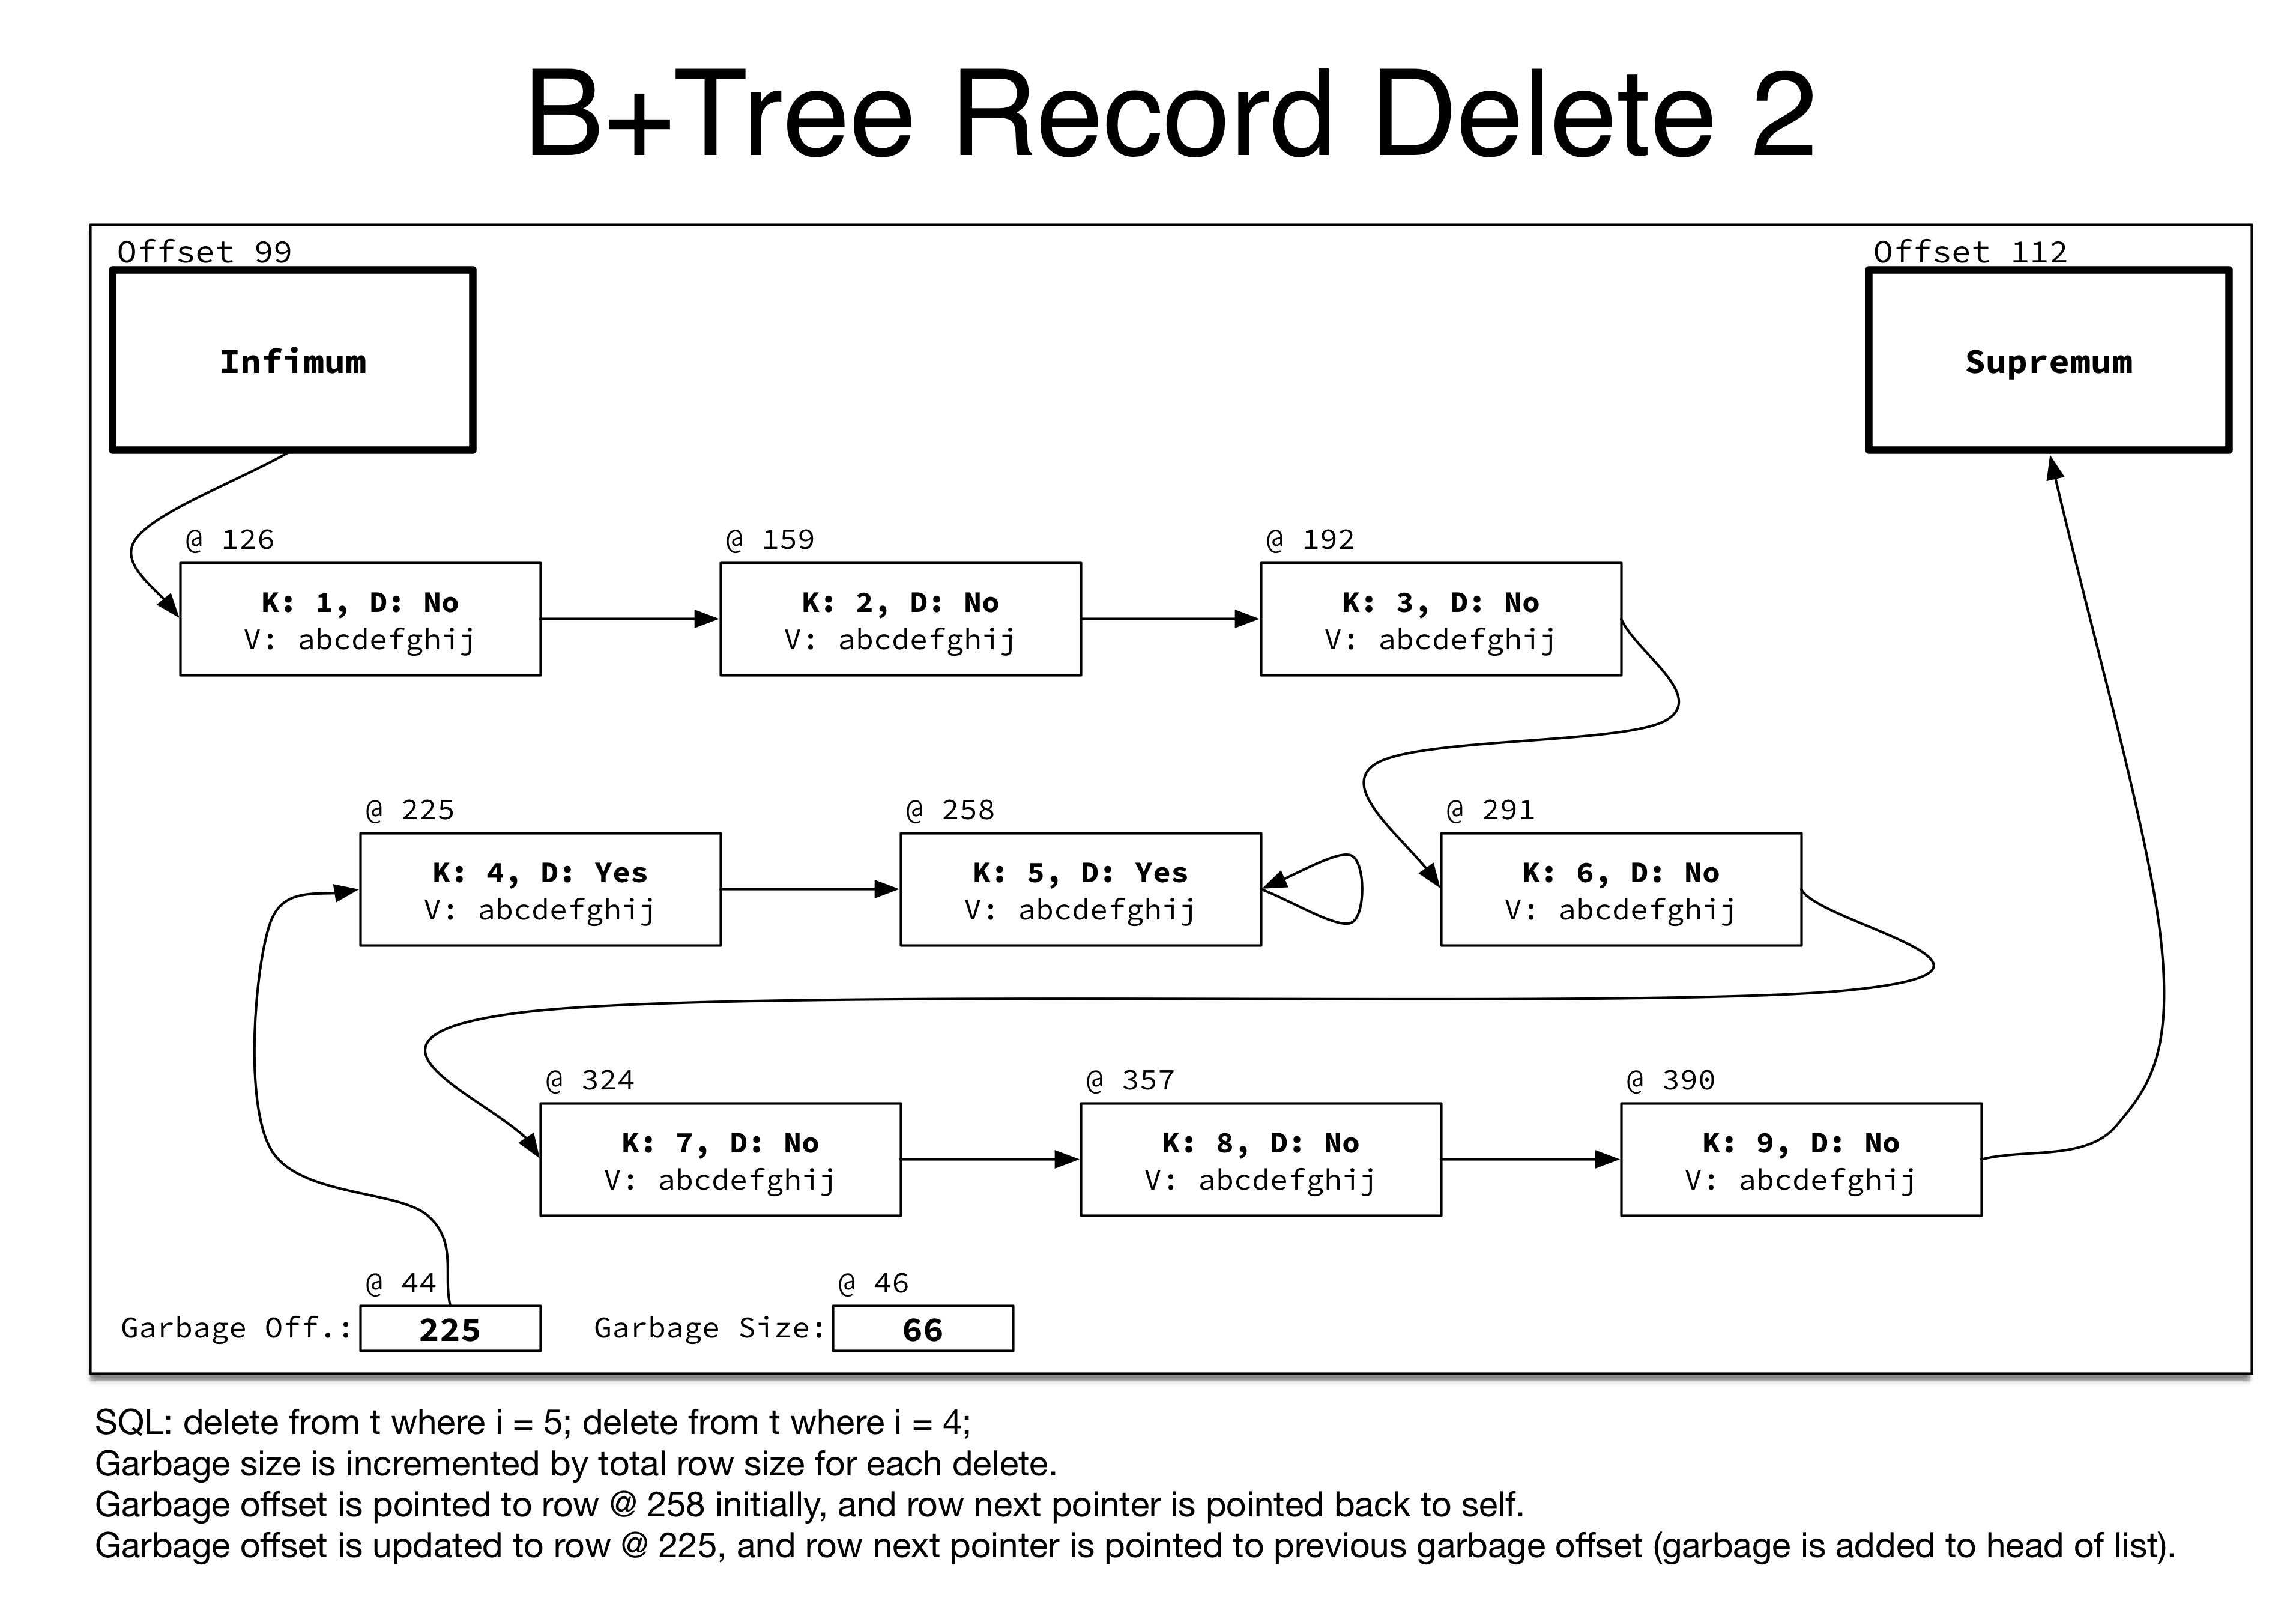 B+Tree Record Delete 2
Offset 99
Offset 112
Infimum
Supremum
@ 126
@ 159
@ 192
K: 1, D: No
V: abcdefghij
K: 2, D: No
V: abcdefghij
K: 3, D: No
V: abcdefghij
@ 225
@ 258
@ 291
K: 4, D: Yes
V: abcdefghij
K: 5, D: Yes
V: abcdefghij
K: 6, D: No
V: abcdefghij
@ 324
@ 357
@ 390
K: 7, D: No
V: abcdefghij
K: 8, D: No
V: abcdefghij
K: 9, D: No
V: abcdefghij
@ 44
@ 46
Garbage Off.: 225
Garbage Size: 66
SQL: delete from t where i = 5; delete from t where i = 4;
Garbage size is incremented by total row size for each delete.
Garbage offset is pointed to row @ 258 initially, and row next pointer is pointed back to self.
Garbage offset is updated to row @ 225, and row next pointer is pointed to previous garbage offset (garbage is added to head of list).